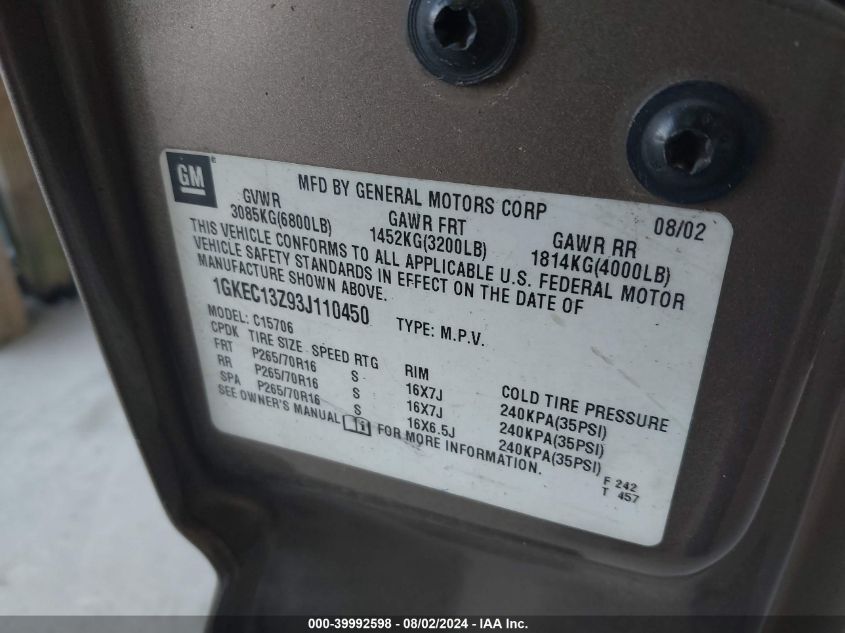 GM ®
MFD BY GENERAL MOTORS CORP
08/02
GVWR GAWR FRT GAWR RR
3085KG(6800LB) 1452KG(3200LB) 1814KG(4000LB)
THIS VEHICLE CONFORMS TO ALL APPLICABLE U.S. FEDERAL MOTOR
VEHICLE SAFETY STANDARDS IN EFFECT ON THE DATE OF
MANUFACTURE SHOWN ABOVE.
1GKEC13Z93J110450 TYPE: M.P.V.
MODEL: C15706
CPDK TIRE SIZE SPEED RTG RIM COLD TIRE PRESSURE
FRT P265/70R16 S 16X7J 240KPA(35PSI)
RR P265/70R16 S 16X7J 240KPA(35PSI)
SPA P265/70R16 S 16X6.5J 240KPA(35PSI)
SEE OWNER'S MANUAL FOR MORE INFORMATION.
F 242
T 457
000-39992598 - 08/02/2024 - IAA Inc.